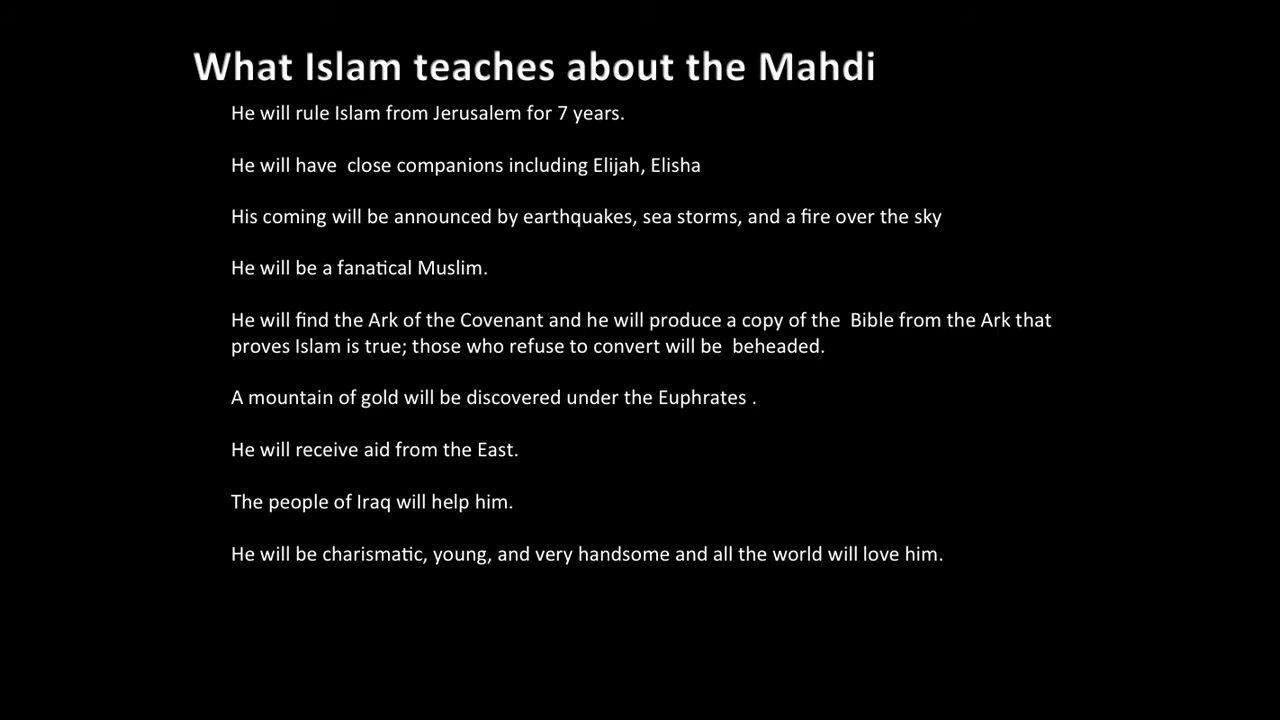 What Islam teaches about the Mahdi
He will rule Islam from Jerusalem for 7 years.
He will have  close companions including Elijah, Elisha
His coming will be announced by earthquakes, sea storms, and a fire over the sky
He will be a fanatical Muslim.
He will find the Ark of the Covenant and he will produce a copy of the  Bible from the Ark that
proves Islam is true; those who refuse to convert will be  beheaded.
A mountain of gold will be discovered under the Euphrates .
He will receive aid from the East.
The people of Iraq will help him.
He will be charismatic, young, and very handsome and all the world will love him.